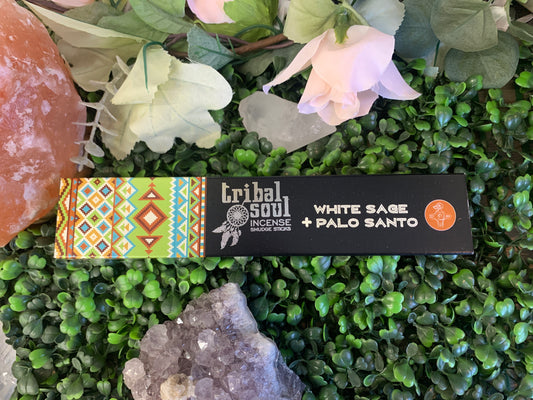 tribal
soul
INCENSE
SMUDGE STICKS
WHITE SAGE
+ PALO SANTO